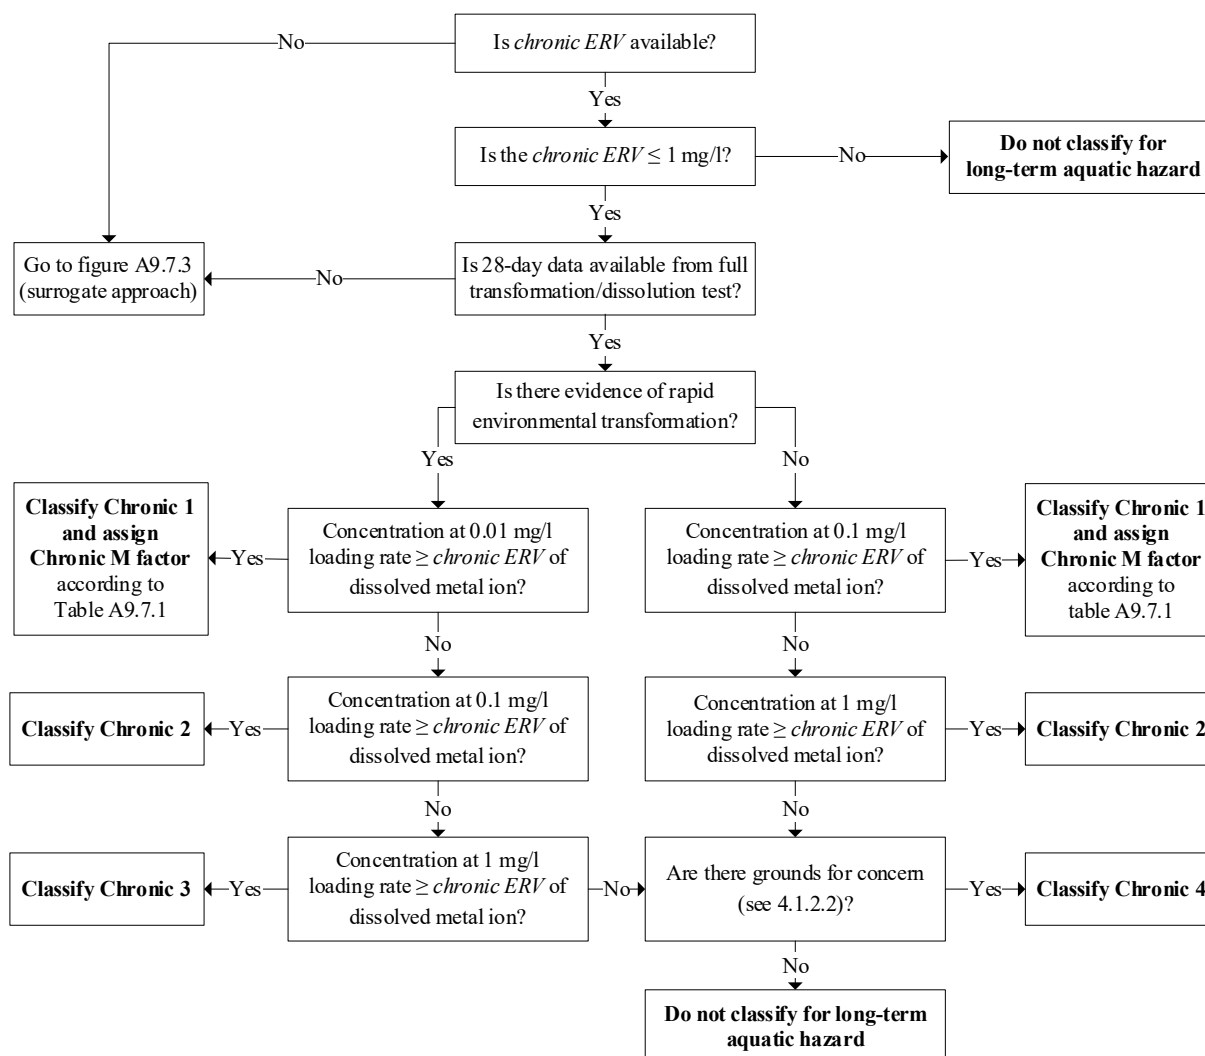 No
Is chronic ERV available?
Yes
Is the chronic ERV ≤ 1 mg/l?
No
Do not classify for
long-term aquatic hazard
Yes
Go to figure A9.7.3
(surrogate approach)
No
Is 28-day data available from full
transformation/dissolution test?
Yes
Is there evidence of rapid
environmental transformation?
Yes
No
Classify Chronic 1
and assign
Chronic M factor
according to
Table A9.7.1
Yes
Concentration at 0.01 mg/l
loading rate ≥ chronic ERV of
dissolved metal ion?
Concentration at 0.1 mg/l
loading rate ≥ chronic ERV of
dissolved metal ion?
Yes
Classify Chronic 1
and assign
Chronic M factor
according to
table A9.7.1
No
No
Classify Chronic 2
Yes
Concentration at 0.1 mg/l
loading rate ≥ chronic ERV of
dissolved metal ion?
Concentration at 1 mg/l
loading rate ≥ chronic ERV of
dissolved metal ion?
Yes
Classify Chronic 2
No
No
Classify Chronic 3
Yes
Concentration at 1 mg/l
loading rate ≥ chronic ERV of
dissolved metal ion?
No
Are there grounds for concern
(see 4.1.2.2)?
Yes
Classify Chronic 4
No
Do not classify for long-term
aquatic hazard